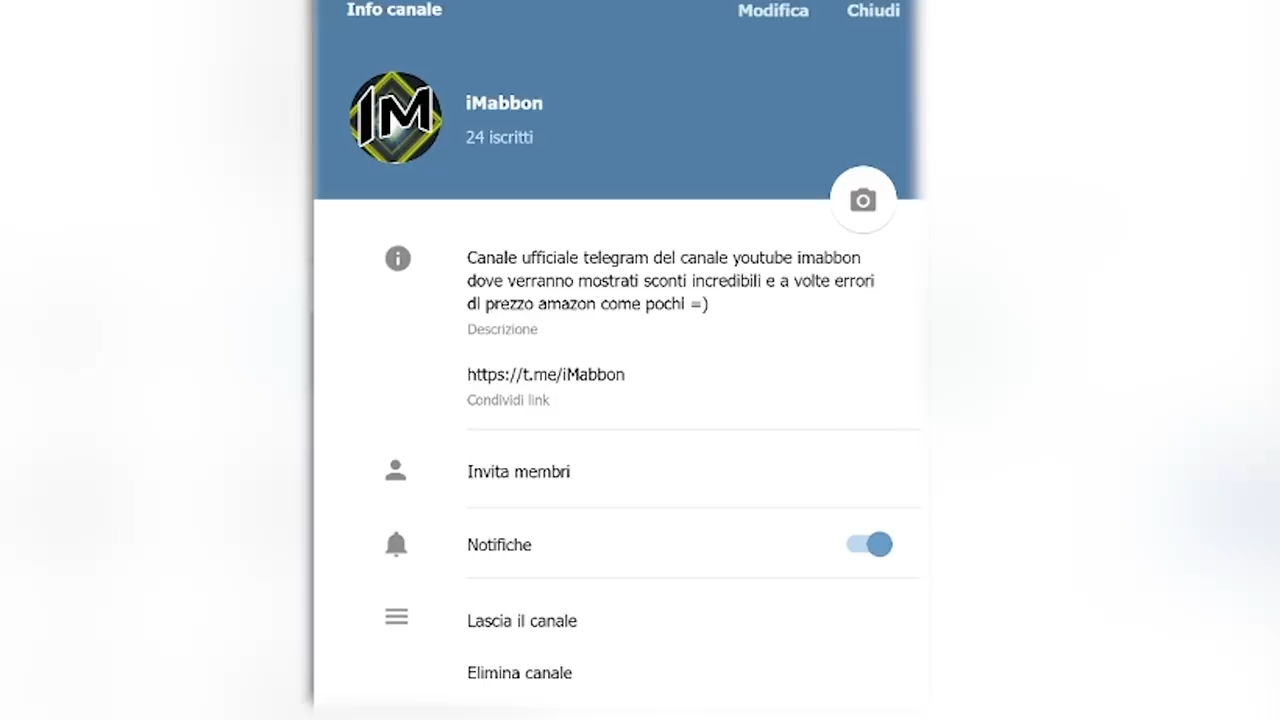 Info canale
Modifica
Chiudi
IM
iMabbon
24 iscritti
Canale ufficiale telegram del canale youtube imabbon
dove verranno mostrati sconti incredibili e a volte errori
di prezzo amazon come pochi =)
Descrizione
https://t.me/iMabbon
Condividi link
Invita membri
Notifiche
Lascia il canale
Elimina canale